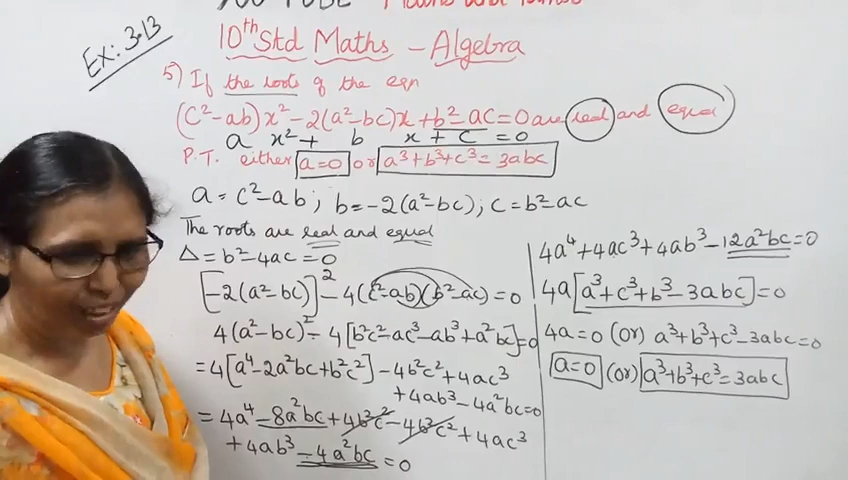 Ex: 3.13
10th Std Maths - Algebra
5) If the roots of the eqn
(C²-ab)x² -2(a²-bc)x + b²-ac=0 are real and equal
a x² + b x + c = 0
P.T. either a=0 or a³+b³+c³=3abc
a = c²-ab ; b = -2(a²-bc) ; c = b²-ac
The roots are real and equal
Δ = b²-4ac = 0
[-2(a²-bc)]² - 4(c²-ab)(b²-ac) = 0
4(a²-bc)² - 4[b²c²-ac³-ab³+a²bc]=0
= 4[a⁴-2a²bc+b²c²] - 4b²c²+4ac³
+4ab³-4a²bc=0
= 4a⁴-8a²bc+4b²c²-4b²c²+4ac³
+4ab³-4a²bc = 0
4a⁴+4ac³+4ab³-12a²bc=0
4a[a³+c³+b³-3abc]=0
4a=0 (or) a³+b³+c³-3abc=0
a=0 (or) a³+b³+c³=3abc